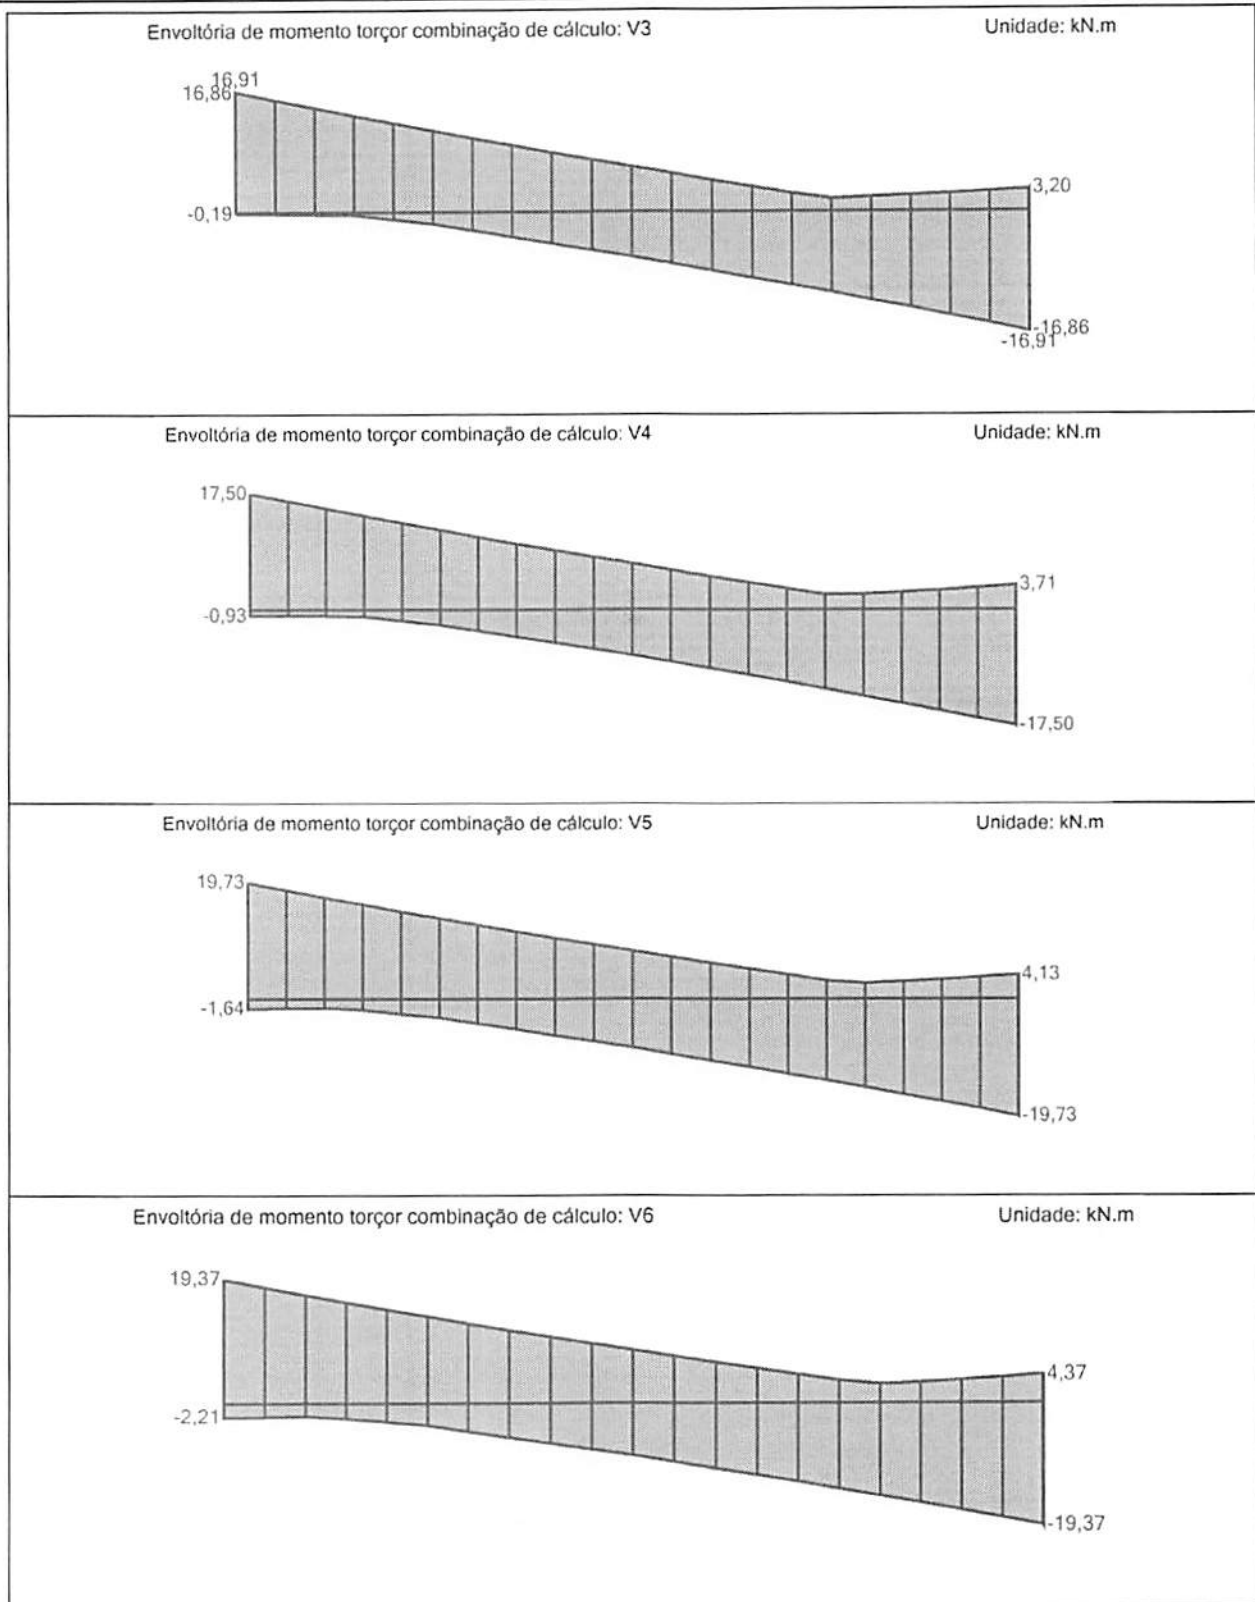 Envoltória de momento torçor combinação de cálculo: V3
Unidade: kN.m
16,91
16,86
-0,19
3,20
-16,86
-16,91
Envoltória de momento torçor combinação de cálculo: V4
Unidade: kN.m
17,50
-0,93
3,71
-17,50
Envoltória de momento torçor combinação de cálculo: V5
Unidade: kN.m
19,73
-1,64
4,13
-19,73
Envoltória de momento torçor combinação de cálculo: V6
Unidade: kN.m
19,37
-2,21
4,37
-19,37